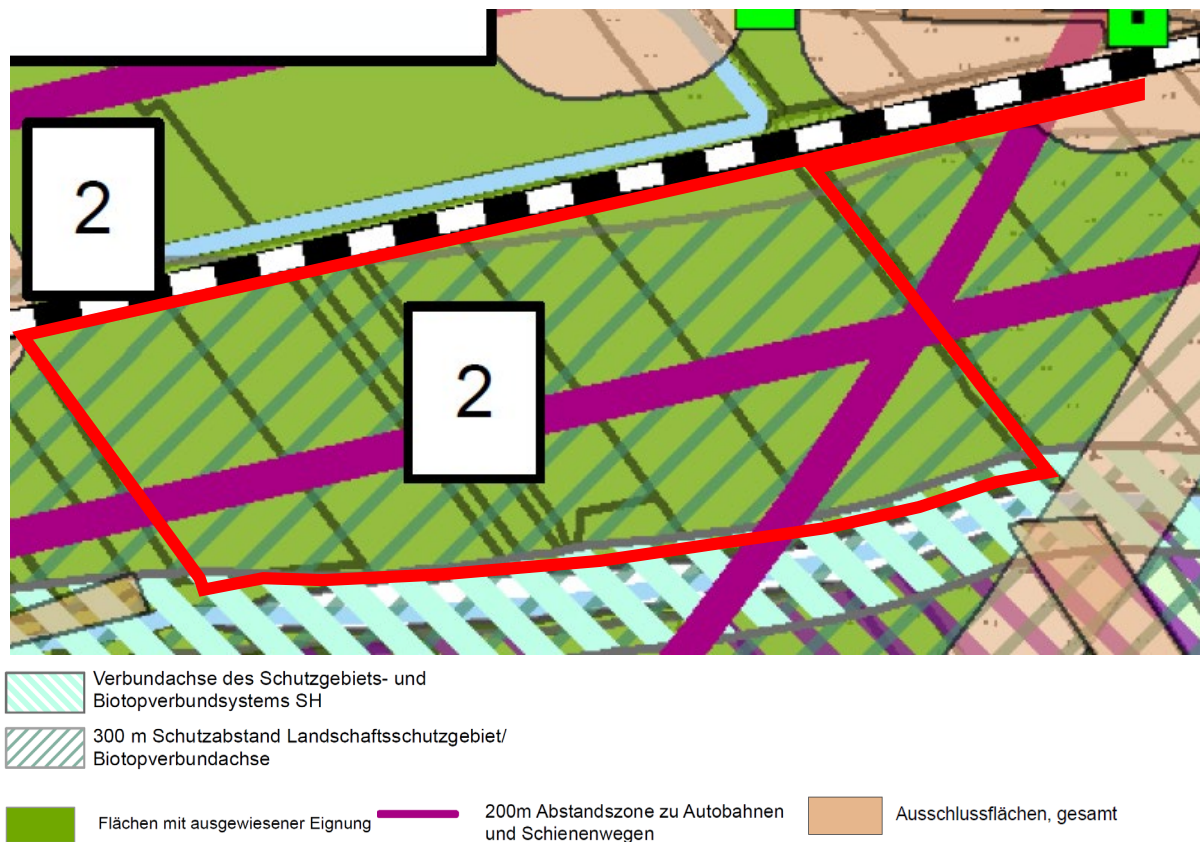 2
2
Verbundachse des Schutzgebiets- und
Biotopverbundsystems SH
300 m Schutzabstand Landschaftsschutzgebiet/
Biotopverbundachse
Flächen mit ausgewiesener Eignung
200m Abstandszone zu Autobahnen
und Schienenwegen
Ausschlussflächen, gesamt